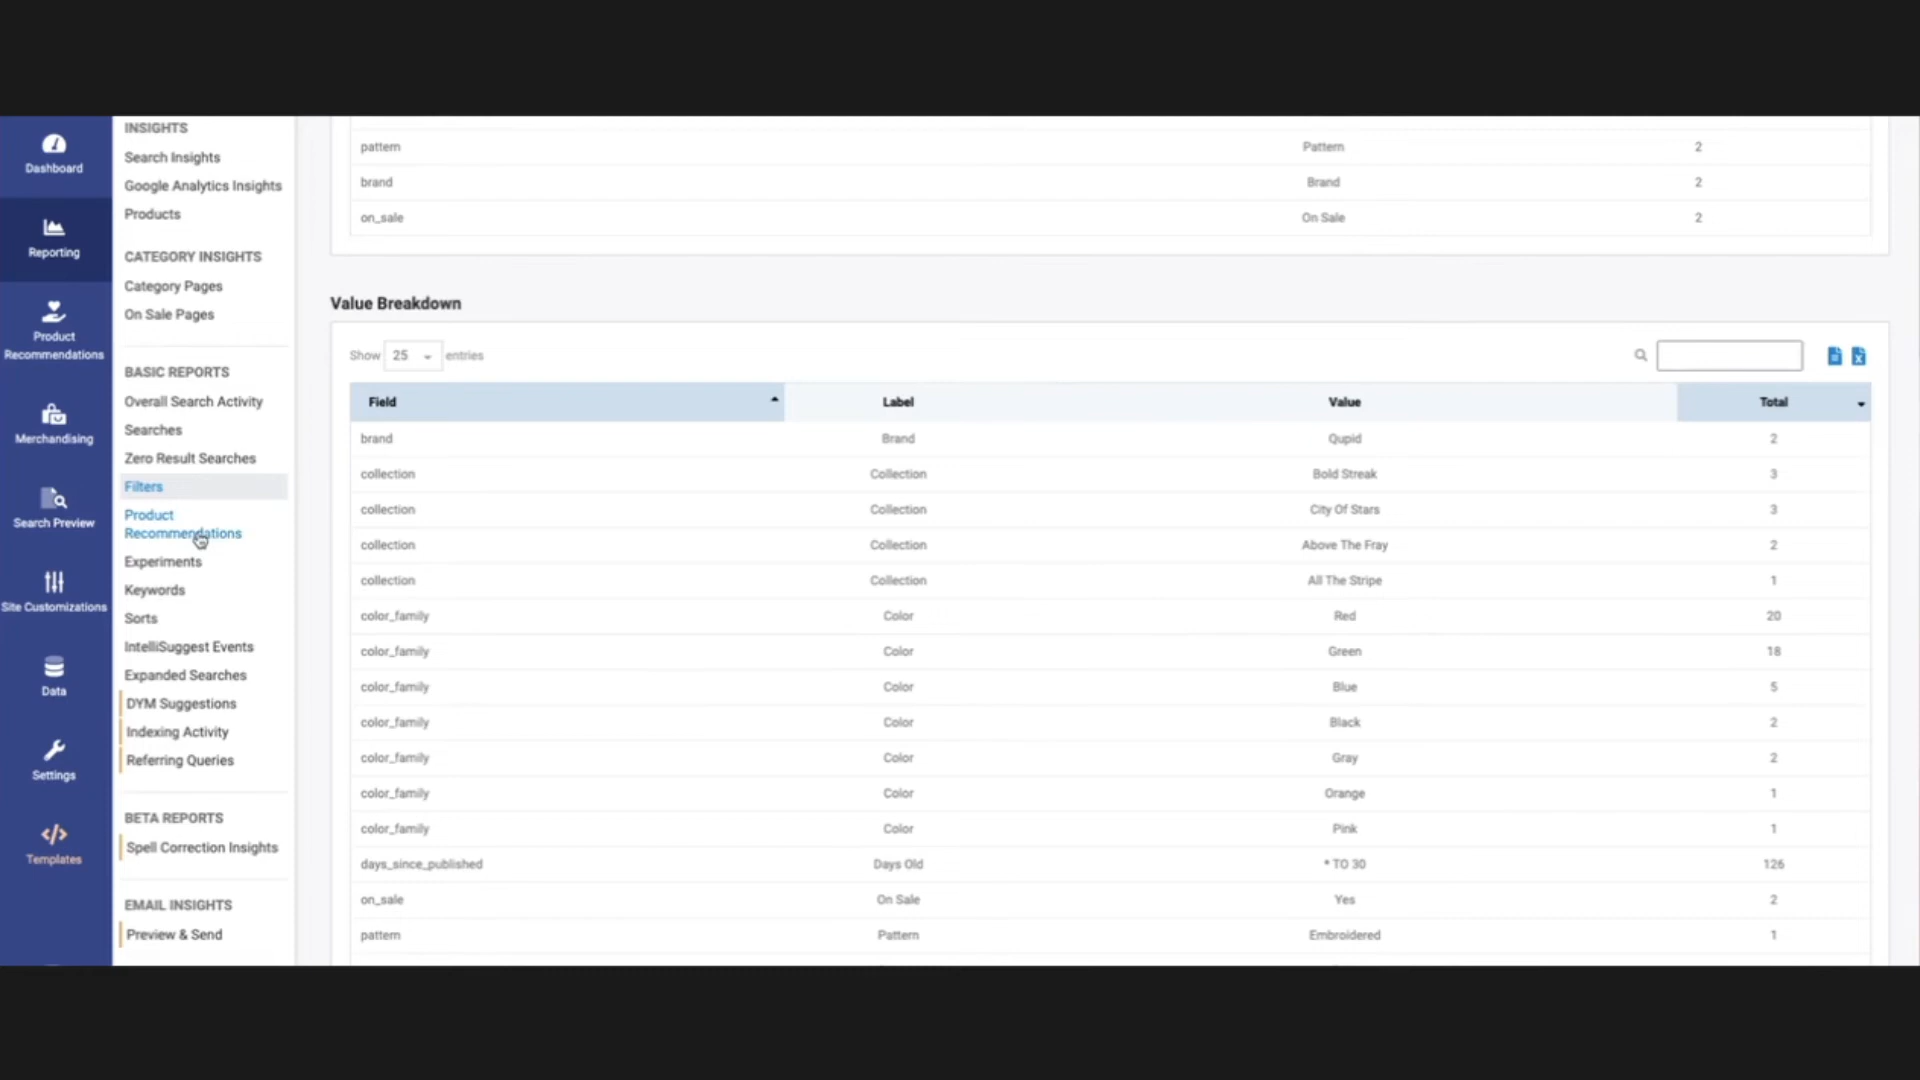 Dashboard
Reporting
Product
Recommendations
Merchandising
Search Preview
Site Customizations
Data
Settings
Templates
INSIGHTS
Search Insights
Google Analytics Insights
Products
CATEGORY INSIGHTS
Category Pages
On Sale Pages
BASIC REPORTS
Overall Search Activity
Searches
Zero Result Searches
Filters
Product
Recommendations
Experiments
Keywords
Sorts
IntelliSuggest Events
Expanded Searches
DYM Suggestions
Indexing Activity
Referring Queries
BETA REPORTS
Spell Correction Insights
EMAIL INSIGHTS
Preview & Send
pattern Pattern 2
brand Brand 2
on_sale On Sale 2
Value Breakdown
Show 25 entries
Field Label Value Total
brand Brand Qupid 2
collection Collection Bold Streak 3
collection Collection City Of Stars 3
collection Collection Above The Fray 2
collection Collection All The Stripe 1
color_family Color Red 20
color_family Color Green 18
color_family Color Blue 5
color_family Color Black 2
color_family Color Gray 2
color_family Color Orange 1
color_family Color Pink 1
days_since_published Days Old * TO 30 126
on_sale On Sale Yes 2
pattern Pattern Embroidered 1